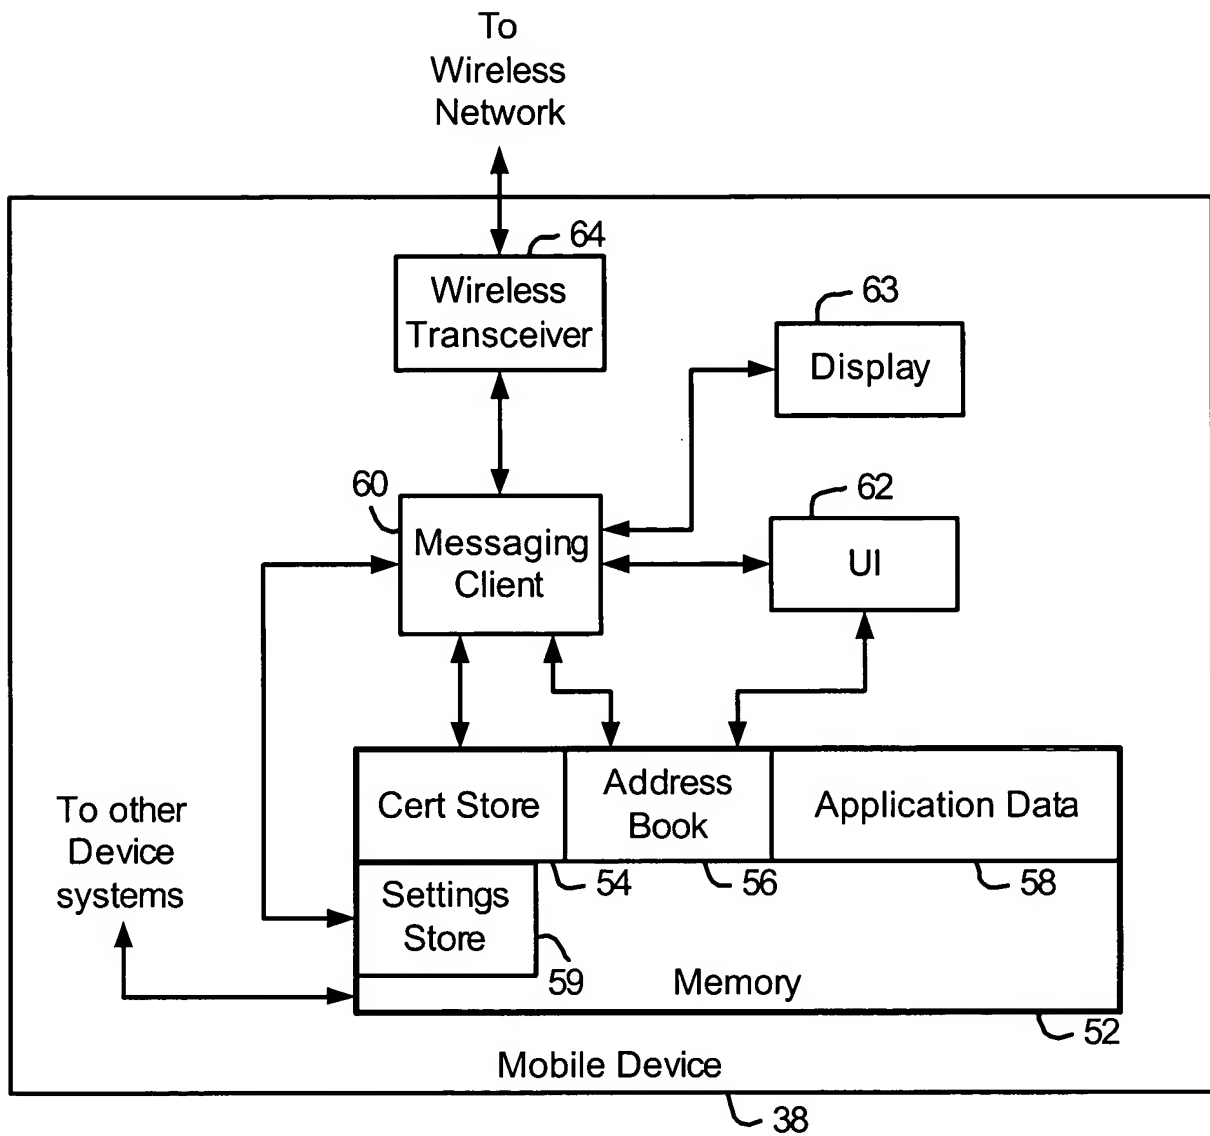 To
Wireless
Network
64
Wireless
Transceiver
63
Display
60
Messaging
Client
62
UI
Cert Store
Address
Book
Application Data
To other
Device
systems
54
56
58
Settings
Store
59
Memory
52
Mobile Device
38